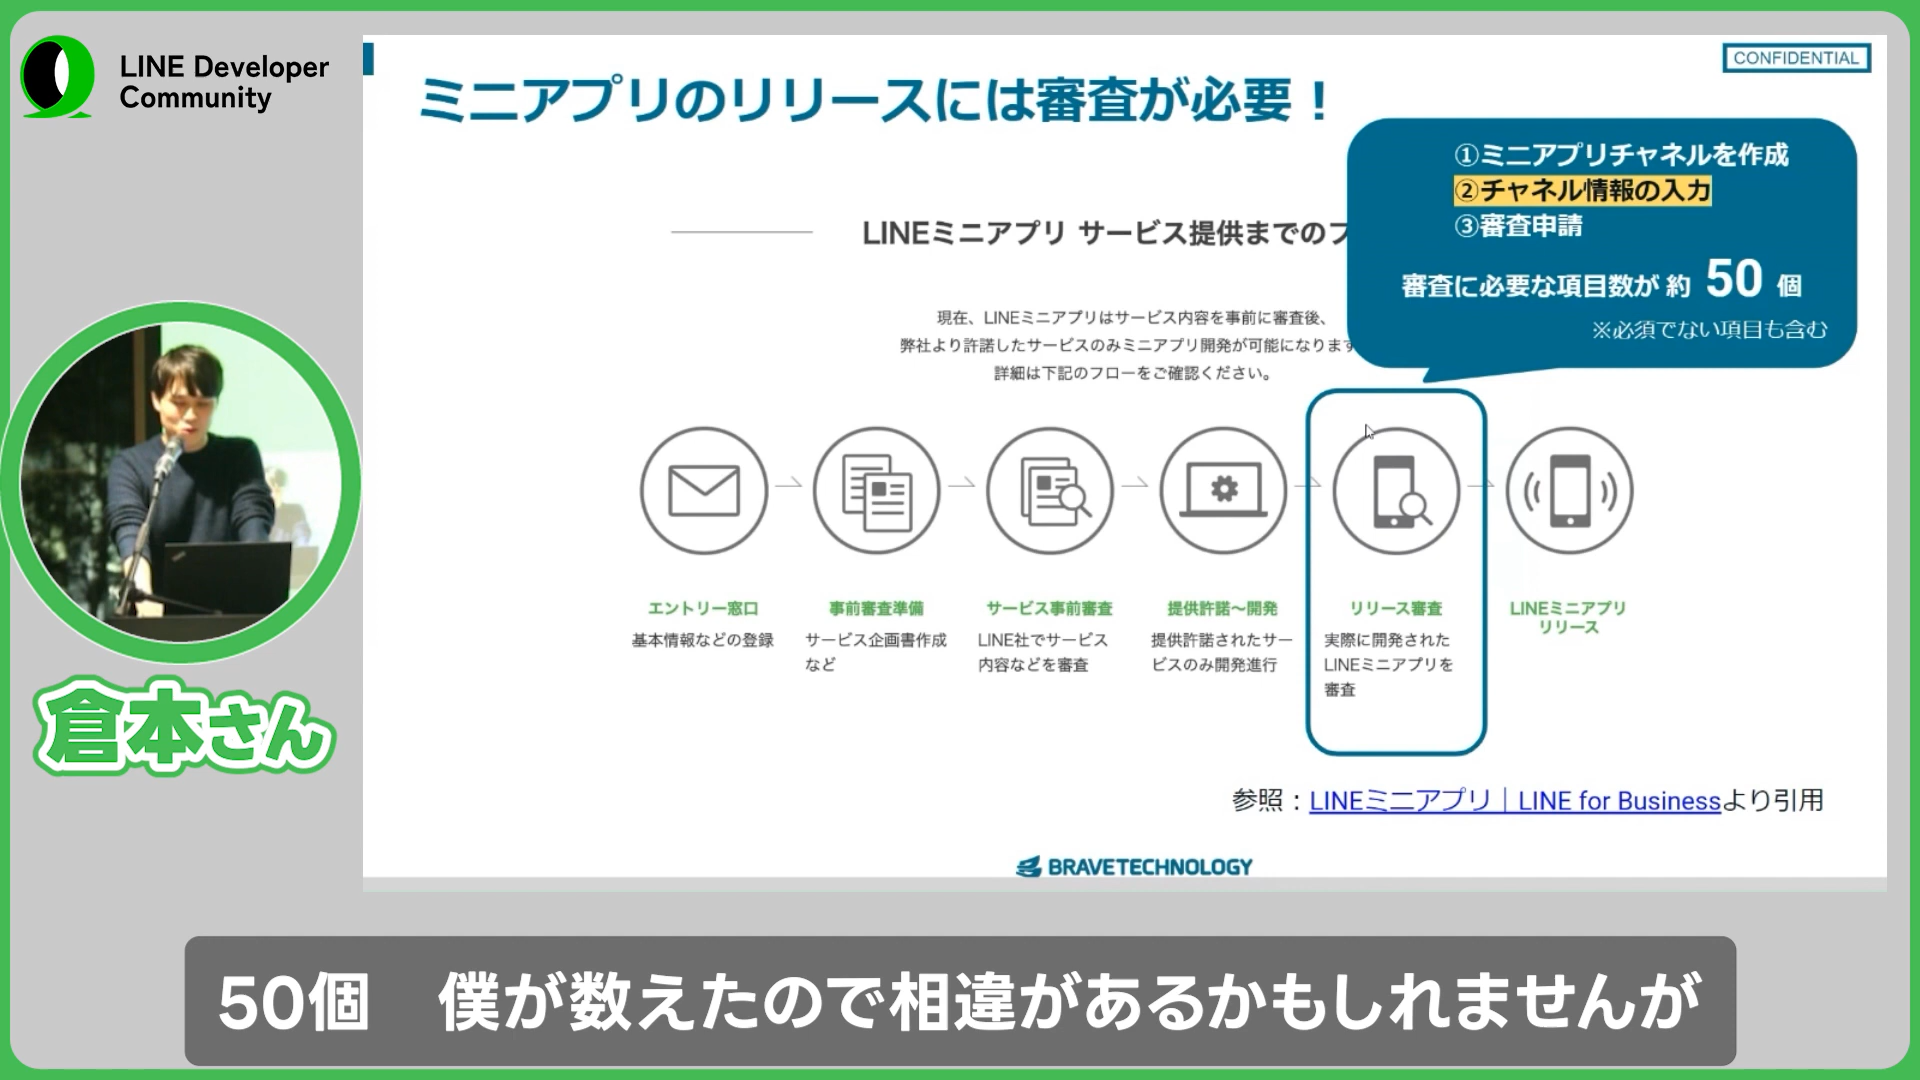 LINE Developer
Community
CONFIDENTIAL
ミニアプリのリリースには審査が必要！
①ミニアプリチャネルを作成
②チャネル情報の入力
③審査申請
審査に必要な項目数が 約 50 個
※必須でない項目も含む
LINEミニアプリ サービス提供までのフ
現在、LINEミニアプリはサービス内容を事前に審査後、
弊社より許諾したサービスのみミニアプリ開発が可能になります
詳細は下記のフローをご確認ください。
エントリー窓口
基本情報などの登録
事前審査準備
サービス企画書作成
など
サービス事前審査
LINE社でサービス
内容などを審査
提供許諾～開発
提供許諾されたサー
ビスのみ開発進行
リリース審査
実際に開発された
LINEミニアプリを
審査
LINEミニアプリ
リリース
倉本さん
参照：LINEミニアプリ｜LINE for Businessより引用
BRAVETECHNOLOGY
50個　僕が数えたので相違があるかもしれませんが